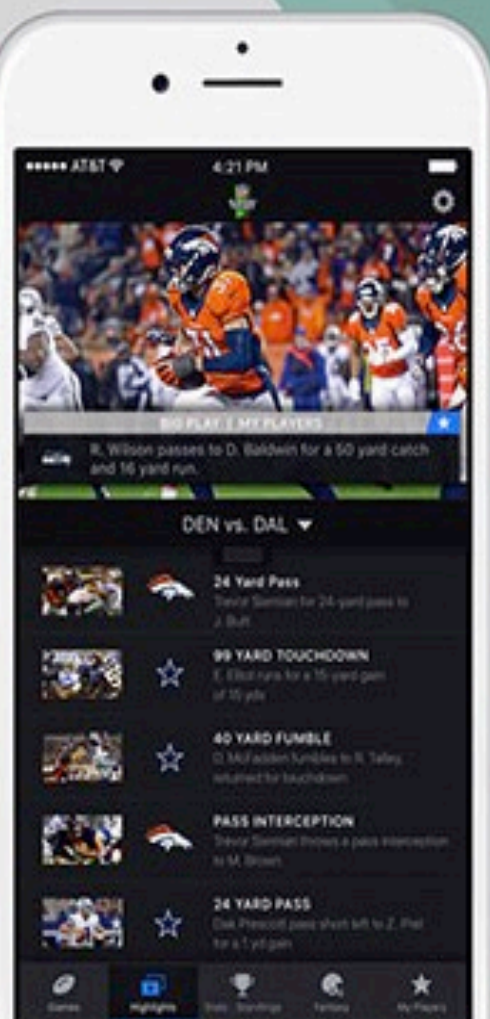 AT&T
4:21 PM
BIG PLAY | MY PLAYERS
R. Wilson passes to D. Baldwin for a 50 yard catch
and 16 yard run.
DEN vs. DAL
24 Yard Pass
Trevor Siemian for 24-yard pass to
J. Butt
99 YARD TOUCHDOWN
E. Elliot runs for a 15-yard gain
of 15 yds
40 YARD FUMBLE
D. McFadden fumbles to R. Talley,
returned for touchdown
PASS INTERCEPTION
Trevor Siemian throws a pass interception
to M. Brown.
24 YARD PASS
Dak Prescott pass short left to Z.
for a 1 yd gain
Games
Highlights
Standings
Fantasy
My Players